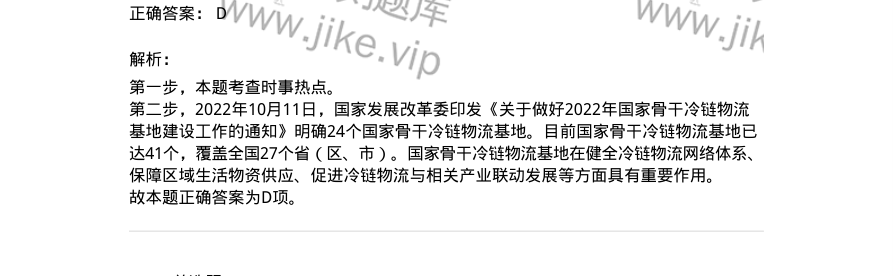 正确答案： D
题库
www.jike.vip
www.jik
解析：
第一步，本题考查时事热点。
第二步，2022年10月11日，国家发展改革委印发《关于做好2022年国家骨干冷链物流
基地建设工作的通知》明确24个国家骨干冷链物流基地。目前国家骨干冷链物流基地已
达41个，覆盖全国27个省（区、市）。国家骨干冷链物流基地在健全冷链物流网络体系、
保障区域生活物资供应、促进冷链物流与相关产业联动发展等方面具有重要作用。
故本题正确答案为D项。